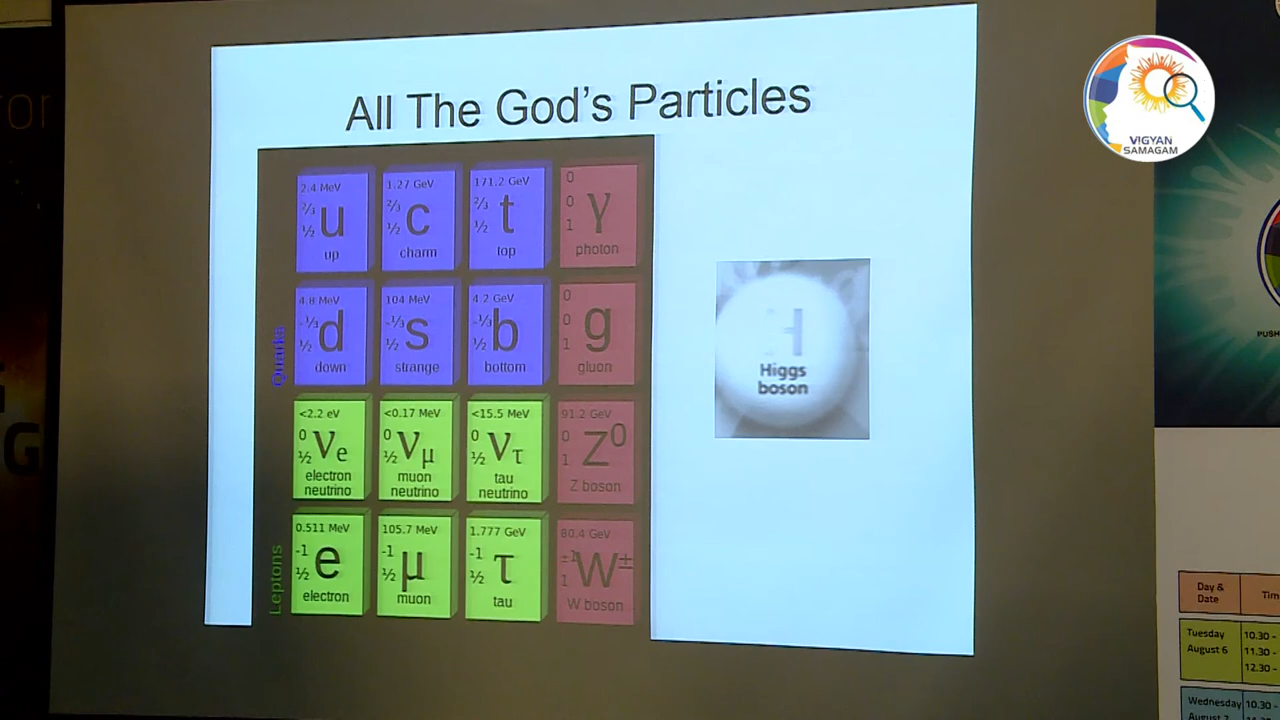 All The God's Particles
2.4 MeV
⅔
½
u
up
1.27 GeV
⅔
½
c
charm
171.2 GeV
⅔
½
t
top
0
0
1
γ
photon
Quarks
4.8 MeV
-⅓
½
d
down
104 MeV
-⅓
½
s
strange
4.2 GeV
-⅓
½
b
bottom
0
0
1
g
gluon
<2.2 eV
0
½
νe
electron
neutrino
<0.17 MeV
0
½
νμ
muon
neutrino
<15.5 MeV
0
½
ντ
tau
neutrino
91.2 GeV
0
1
Z⁰
Z boson
Leptons
0.511 MeV
-1
½
e
electron
105.7 MeV
-1
½
μ
muon
1.777 GeV
-1
½
τ
tau
80.4 GeV
±1
1
W±
W boson
H
Higgs
boson
VIGYAN
SAMAGAM
Day &
Date
Tuesday
August 6
10.30 -
11.30 -
12.30 -
Wednesday
10.30 -